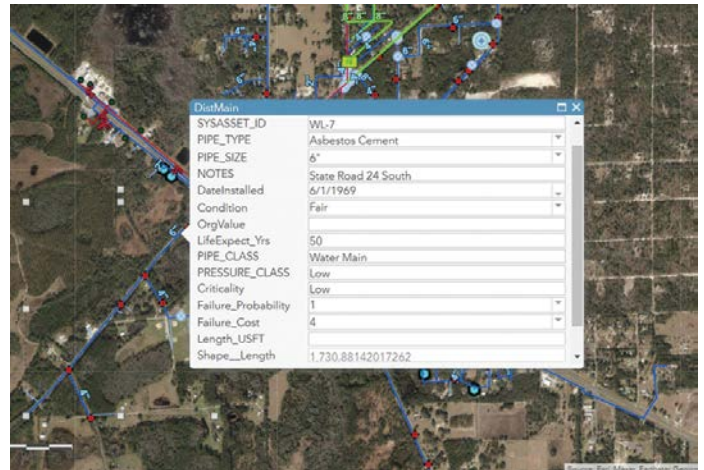 DistMain
SYSASSET_ID WL-7
PIPE_TYPE Asbestos Cement
PIPE_SIZE 6"
NOTES State Road 24 South
DateInstalled 6/1/1969
Condition Fair
OrgValue
LifeExpect_Yrs 50
PIPE_CLASS Water Main
PRESSURE_CLASS Low
Criticality Low
Failure_Probability 1
Failure_Cost 4
Length_USFT
Shape__Length 1,730.88142017262